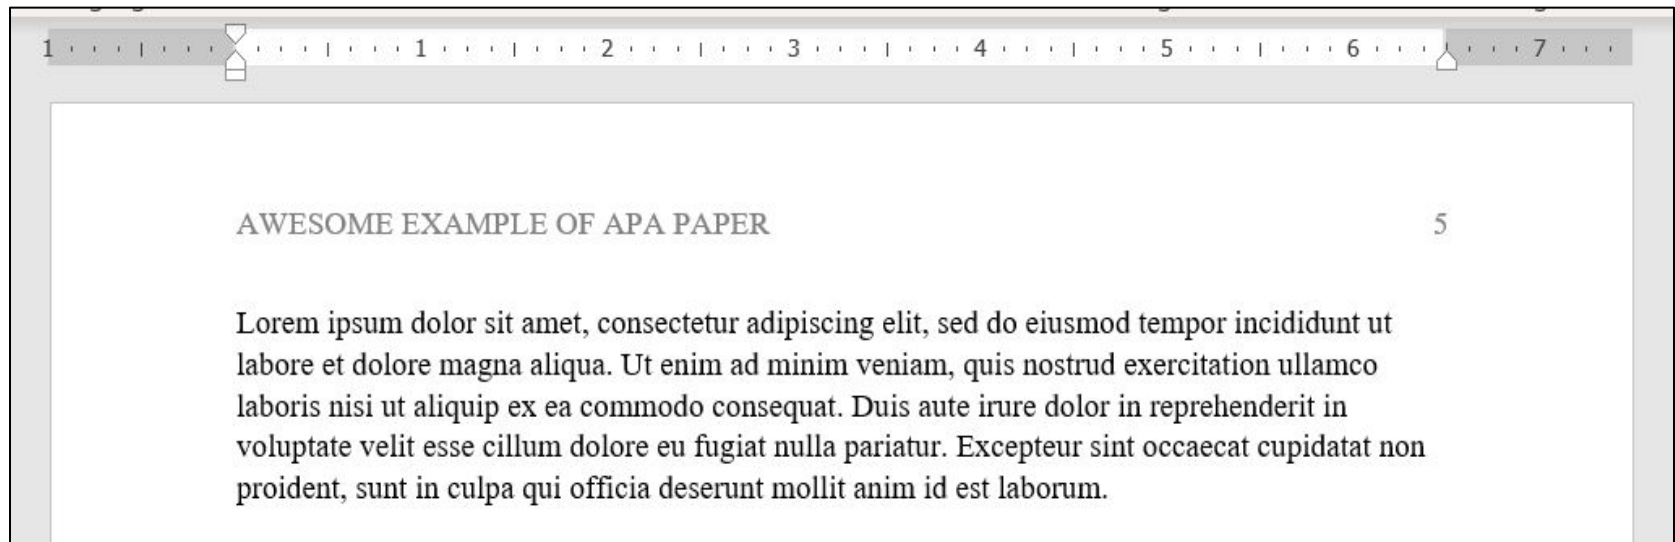 1 1 2 3 4 5 6 7
AWESOME EXAMPLE OF APA PAPER 5
Lorem ipsum dolor sit amet, consectetur adipiscing elit, sed do eiusmod tempor incididunt ut
labore et dolore magna aliqua. Ut enim ad minim veniam, quis nostrud exercitation ullamco
laboris nisi ut aliquip ex ea commodo consequat. Duis aute irure dolor in reprehenderit in
voluptate velit esse cillum dolore eu fugiat nulla pariatur. Excepteur sint occaecat cupidatat non
proident, sunt in culpa qui officia deserunt mollit anim id est laborum.